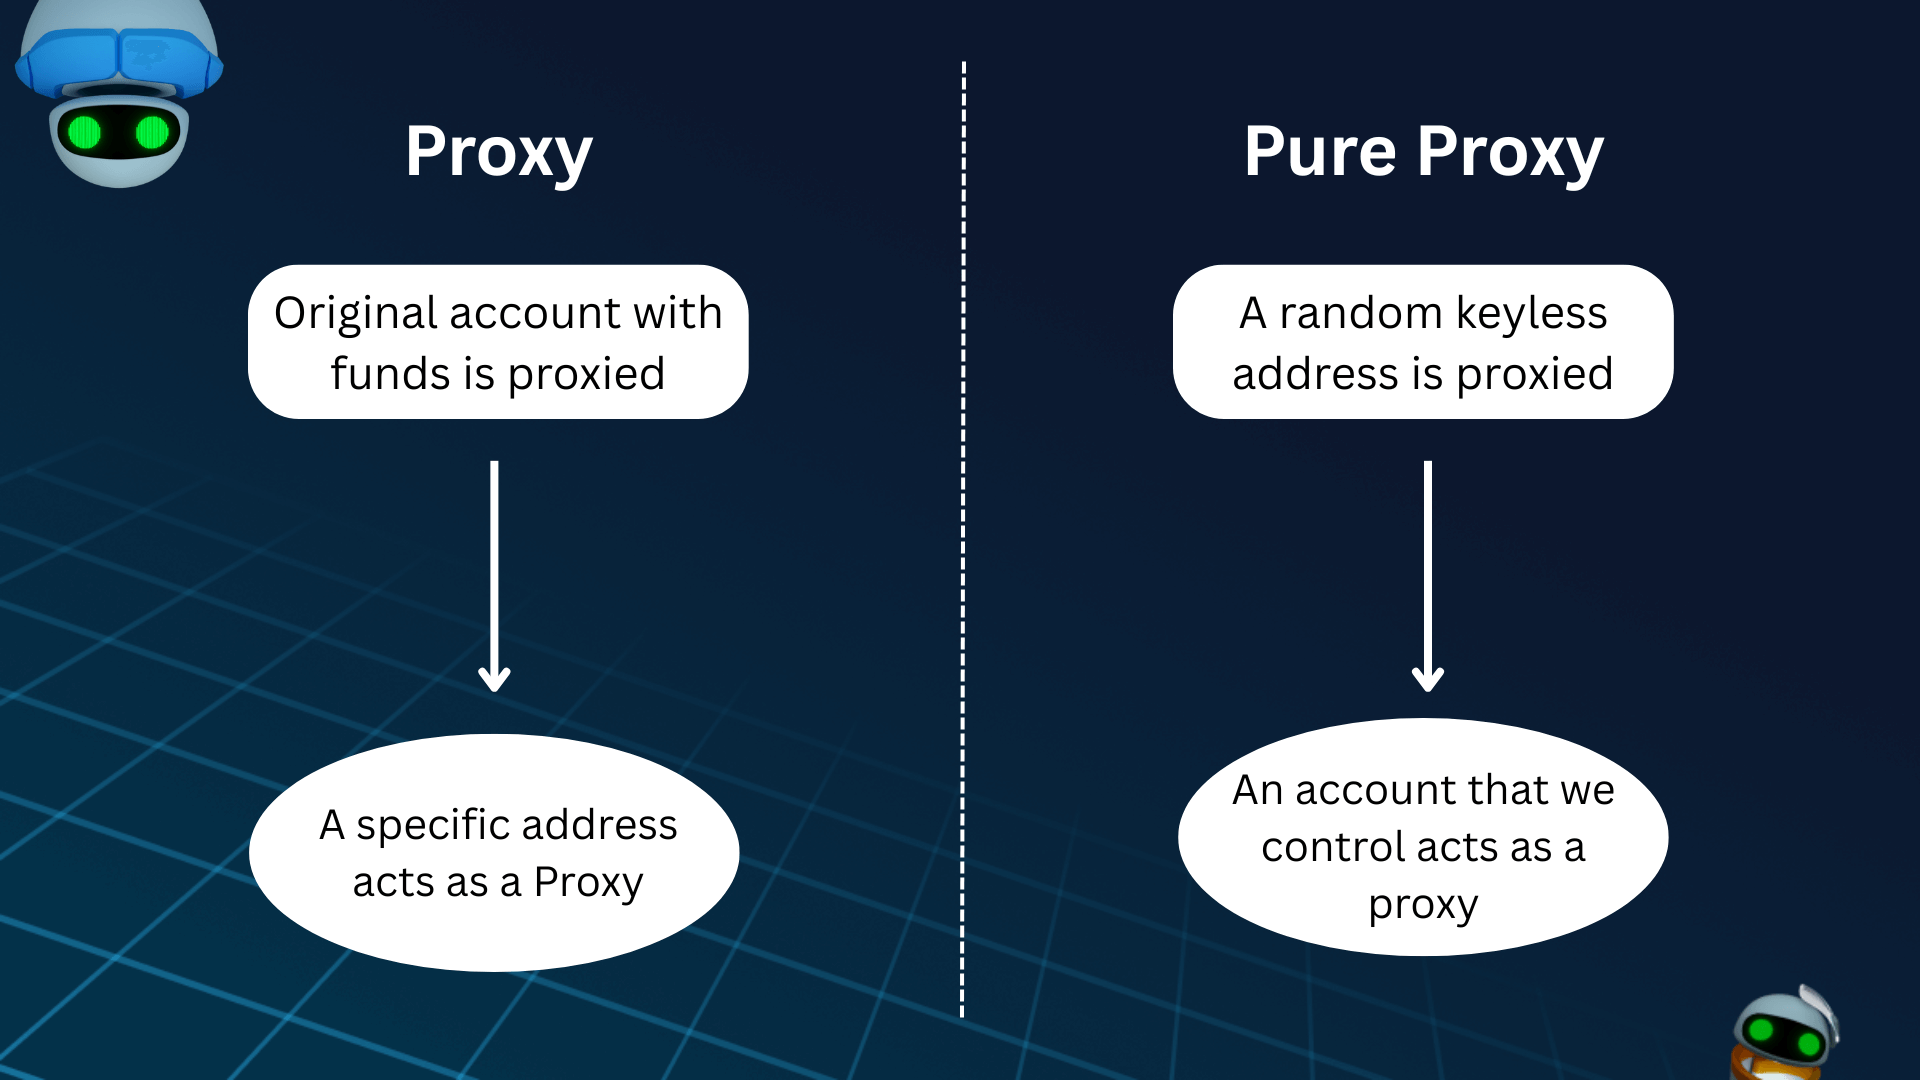 Proxy
Original account with
funds is proxied
A specific address
acts as a Proxy
Pure Proxy
A random keyless
address is proxied
An account that we
control acts as a
proxy